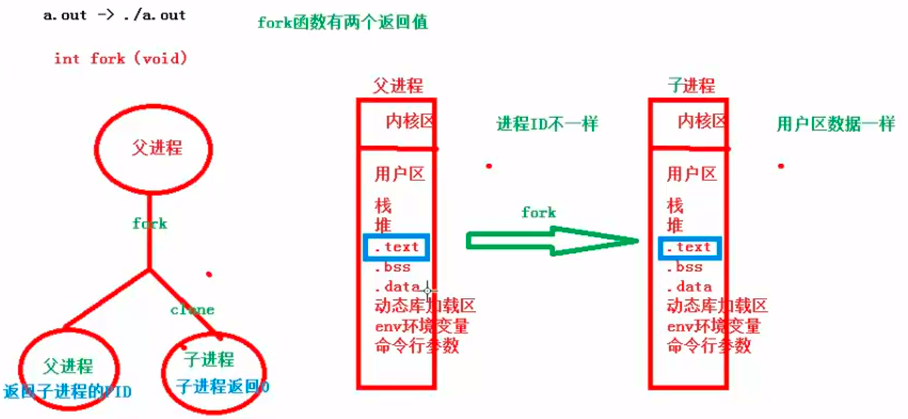 a.out -> ./a.out
fork函数有两个返回值
int fork（void）
父进程
fork
clone
父进程
返回子进程的PID
子进程
子进程返回0
父进程
内核区
进程ID不一样
用户区
栈
堆
.text
.bss
.data
动态库加载区
env环境变量
命令行参数
fork
子进程
内核区
用户区数据一样
用户区
栈
堆
.text
.bss
.data
动态库加载区
env环境变量
命令行参数